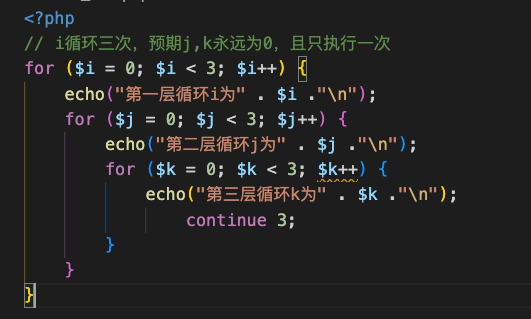 <?php
// i循环三次，预期j,k永远为0，且只执行一次
for ($i = 0; $i < 3; $i++) {
    echo("第一层循环i为" . $i ."\n");
    for ($j = 0; $j < 3; $j++) {
        echo("第二层循环j为" . $j ."\n");
        for ($k = 0; $k < 3; $k++) {
            echo("第三层循环k为" . $k ."\n");
                continue 3;
        }
    }
}